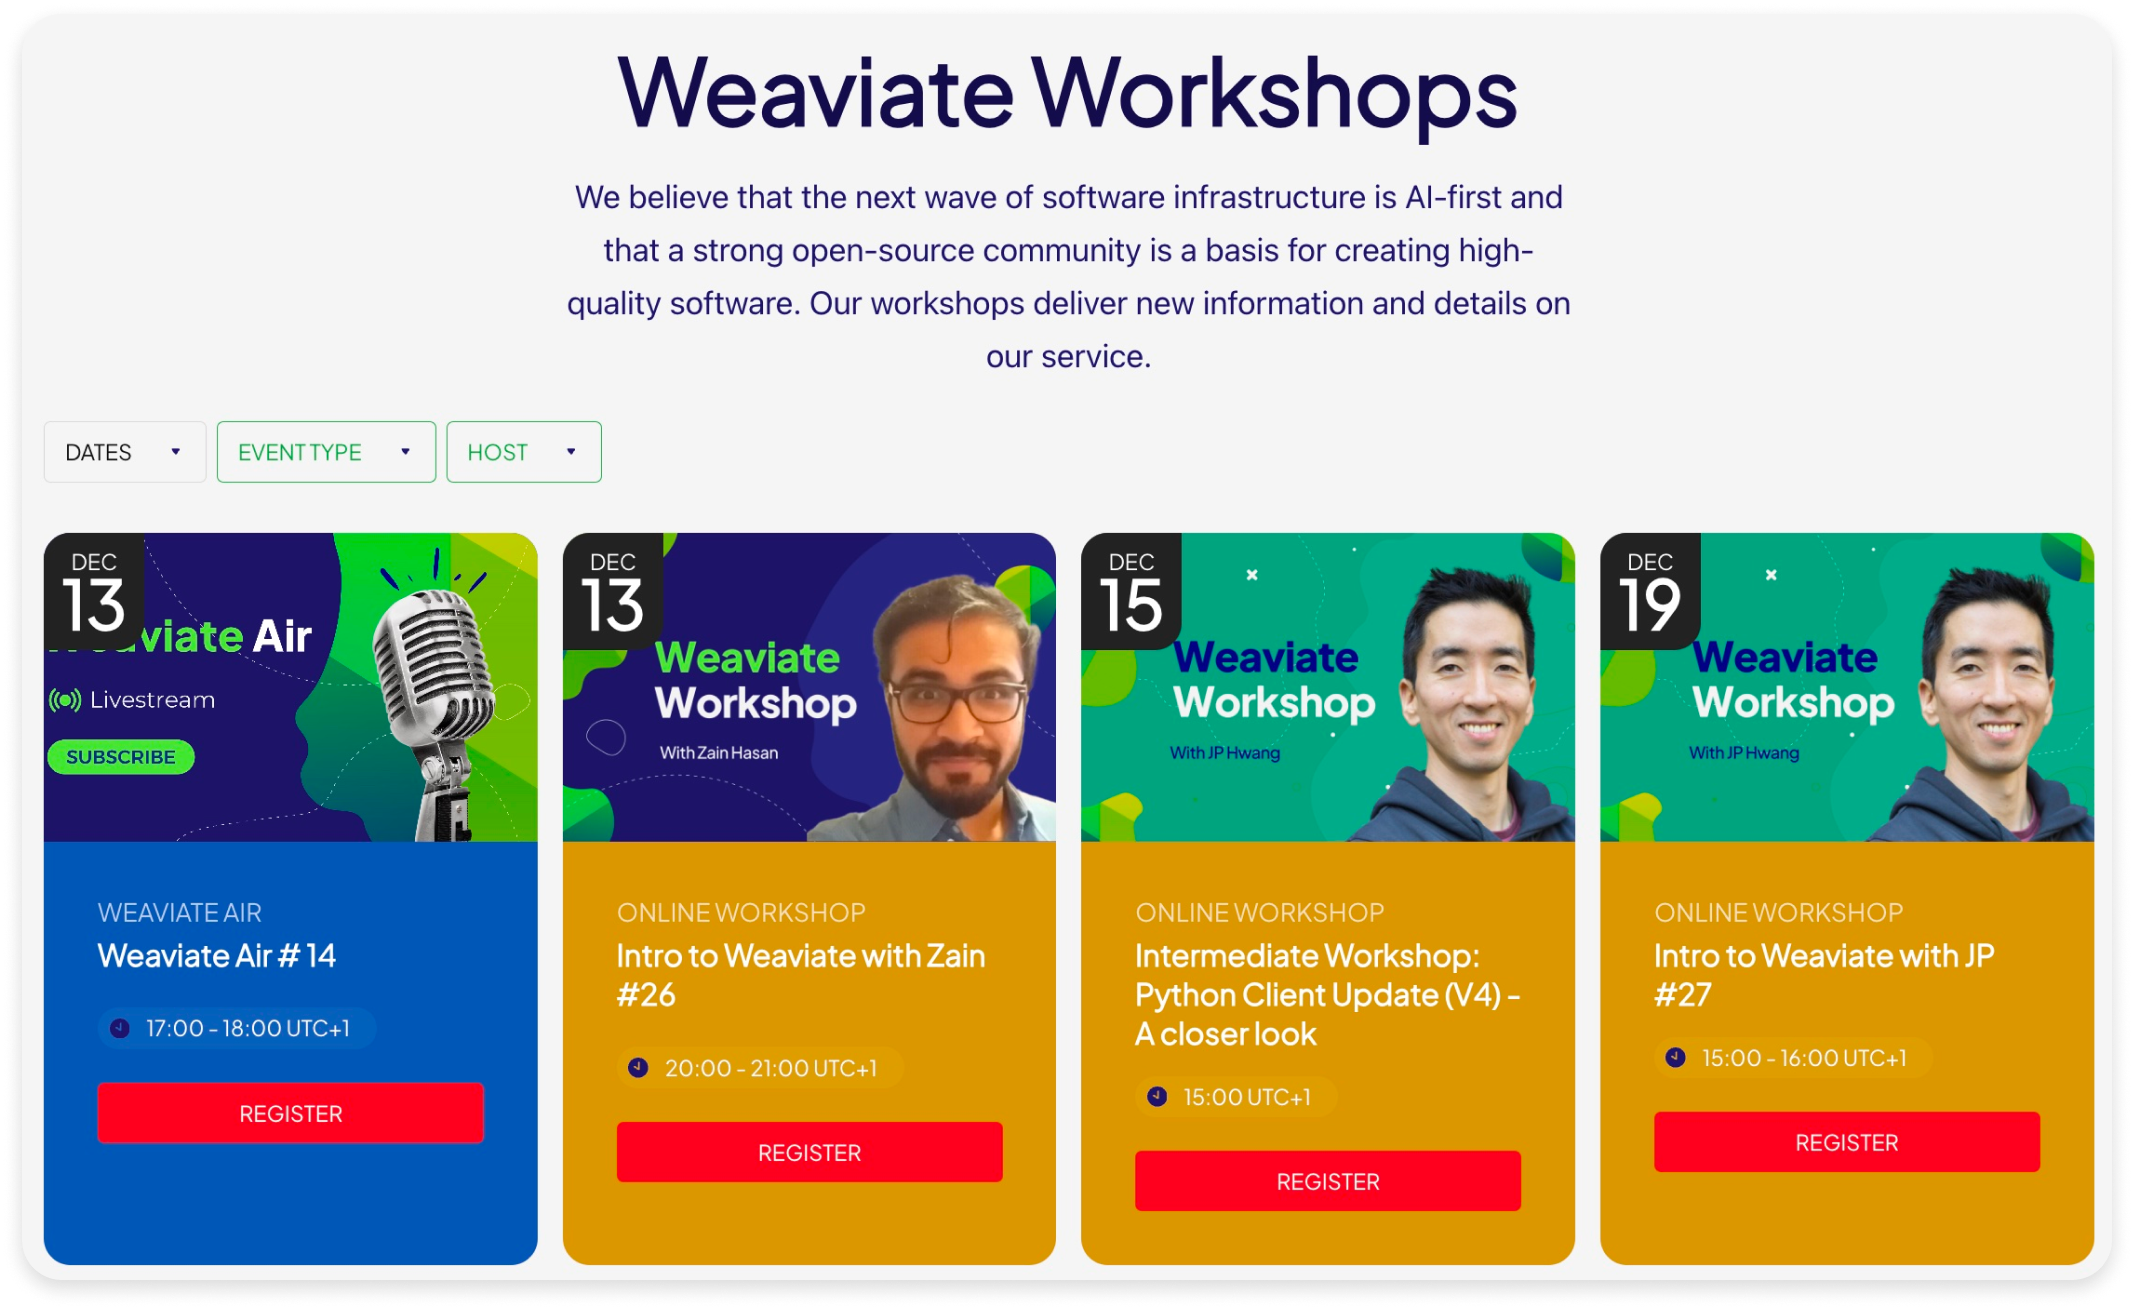 Weaviate Workshops
We believe that the next wave of software infrastructure is AI-first and
that a strong open-source community is a basis for creating high-
quality software. Our workshops deliver new information and details on
our service.
DATES
EVENT TYPE
HOST
DEC
13
Air
Livestream
SUBSCRIBE
WEAVIATE AIR
Weaviate Air # 14
17:00 - 18:00 UTC+1
REGISTER
DEC
13
Weaviate
Workshop
With Zain Hasan
ONLINE WORKSHOP
Intro to Weaviate with Zain
#26
20:00 - 21:00 UTC+1
REGISTER
DEC
15
Weaviate
Workshop
With JP Hwang
ONLINE WORKSHOP
Intermediate Workshop:
Python Client Update (V4) -
A closer look
15:00 UTC+1
REGISTER
DEC
19
Weaviate
Workshop
With JP Hwang
ONLINE WORKSHOP
Intro to Weaviate with JP
#27
15:00 - 16:00 UTC+1
REGISTER